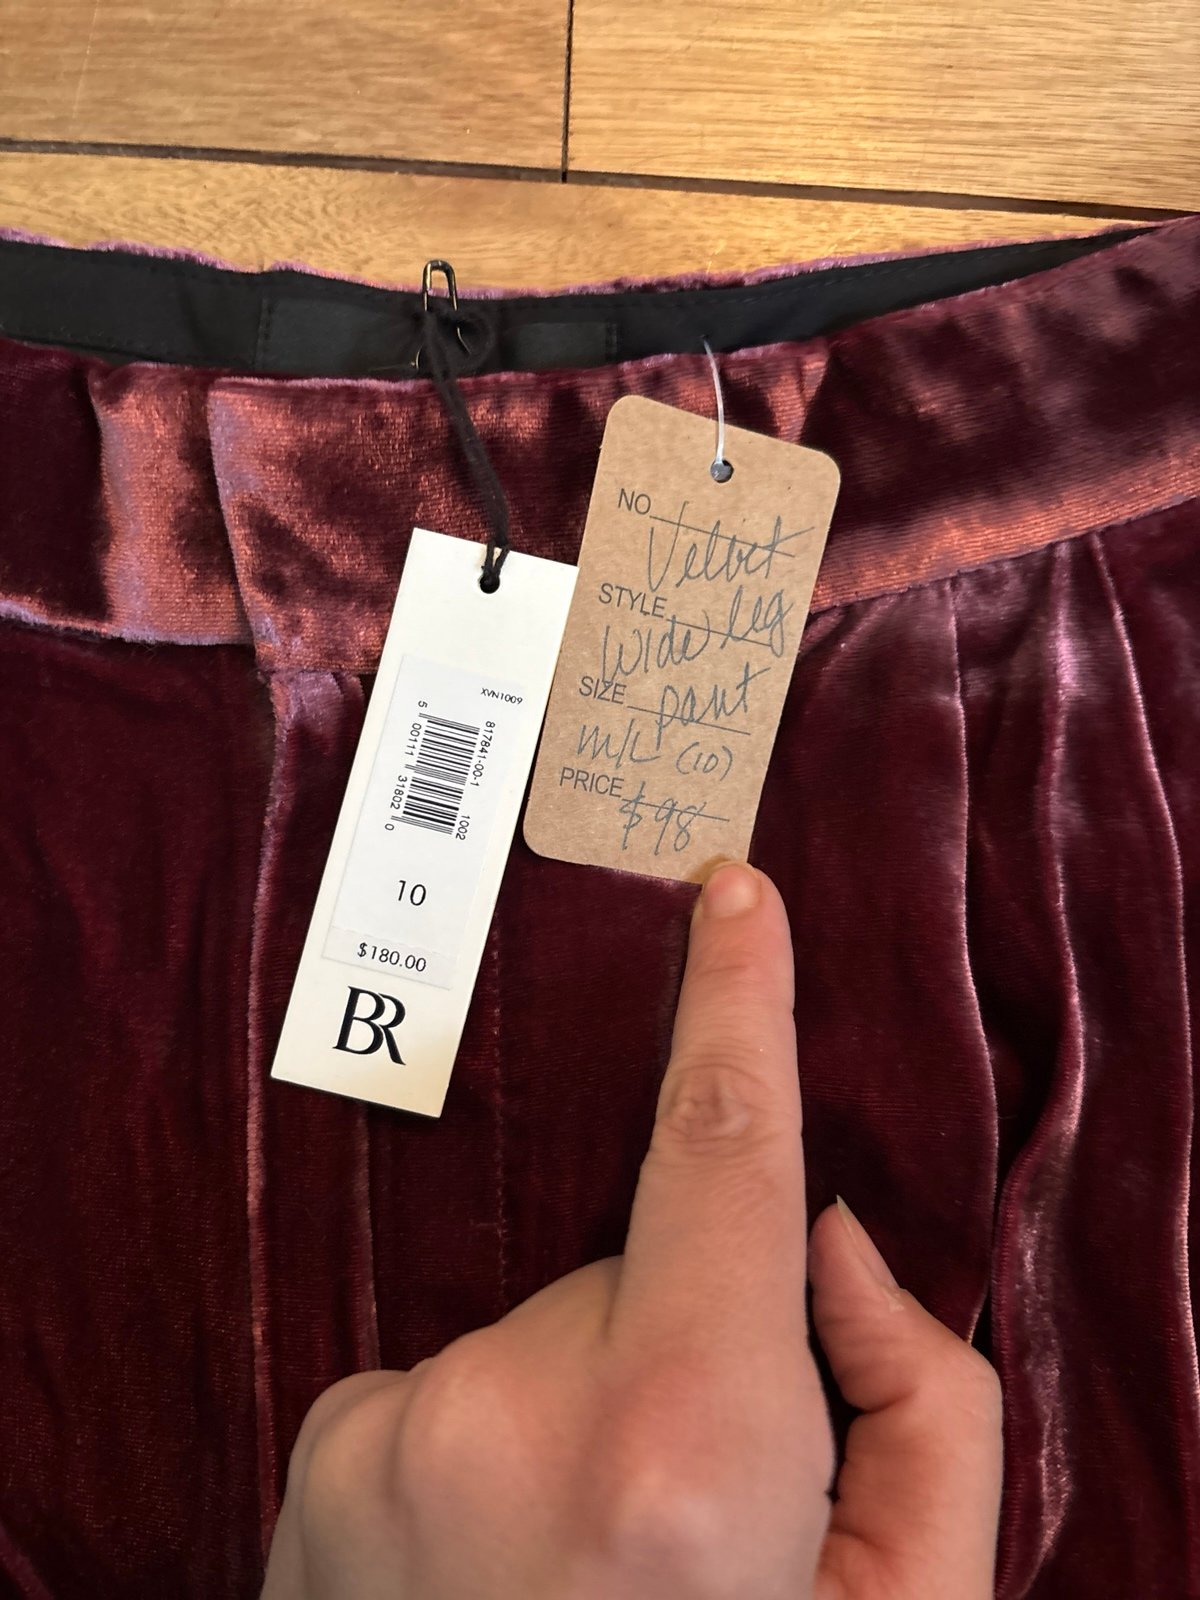 XVN1009
817841-00-1 1002
5 00111 31802 0
10
$180.00
BR
NO
Velvet
STYLE
wide leg
SIZE pant
M/L (10)
PRICE
$98